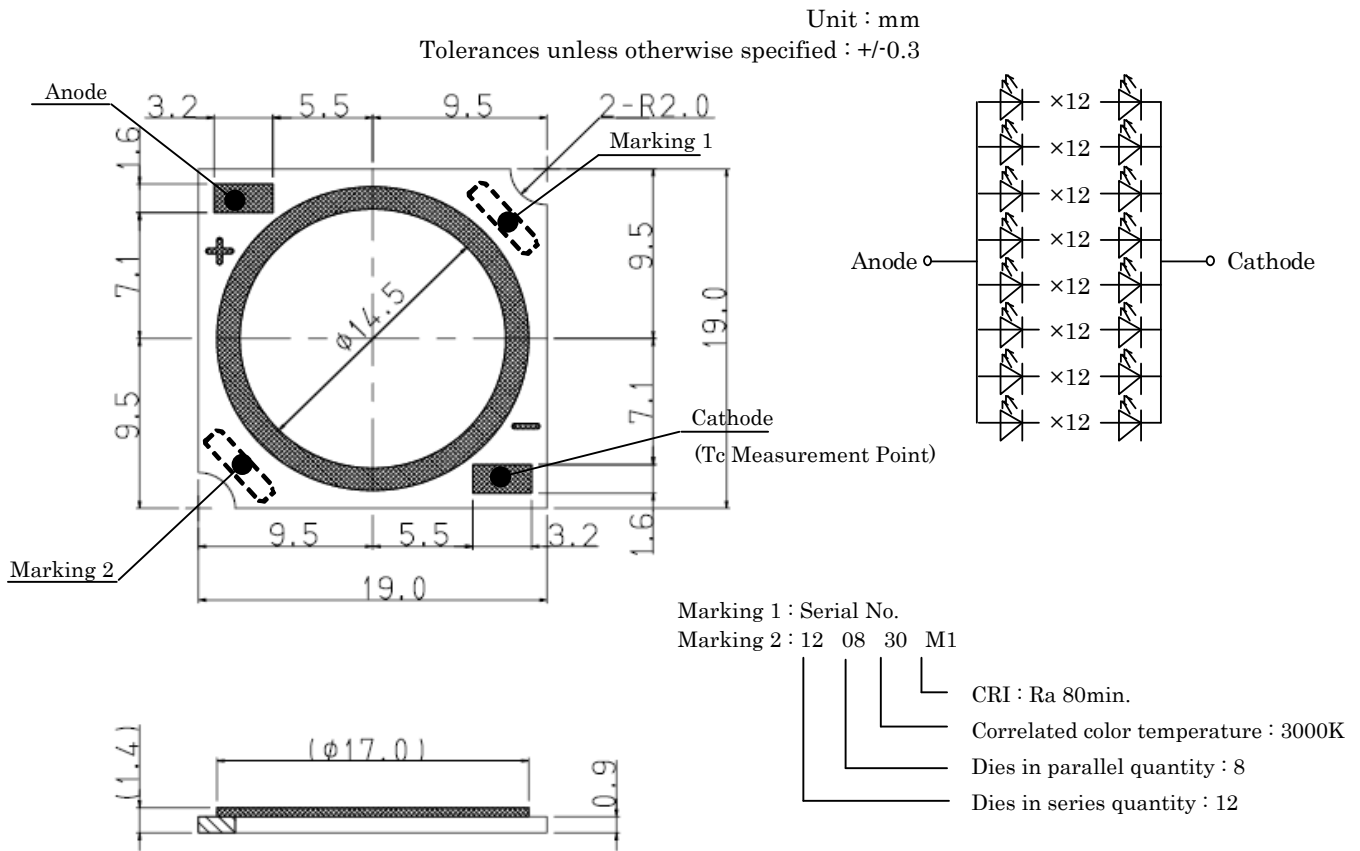 Unit : mm
Tolerances unless otherwise specified : +/-0.3
Anode
3.2
5.5
9.5
2-R2.0
Marking 1
1.6
7.1
9.5
ϕ14.5
9.5
19.0
7.1
1.6
Cathode
(Tc Measurement Point)
Marking 2
9.5
5.5
3.2
19.0
×12
×12
×12
×12
×12
×12
×12
×12
Anode
Cathode
Marking 1 : Serial No.
Marking 2 : 12 08 30 M1
CRI : Ra 80min.
Correlated color temperature : 3000K
Dies in parallel quantity : 8
Dies in series quantity : 12
(ϕ17.0)
(1.4)
0.9